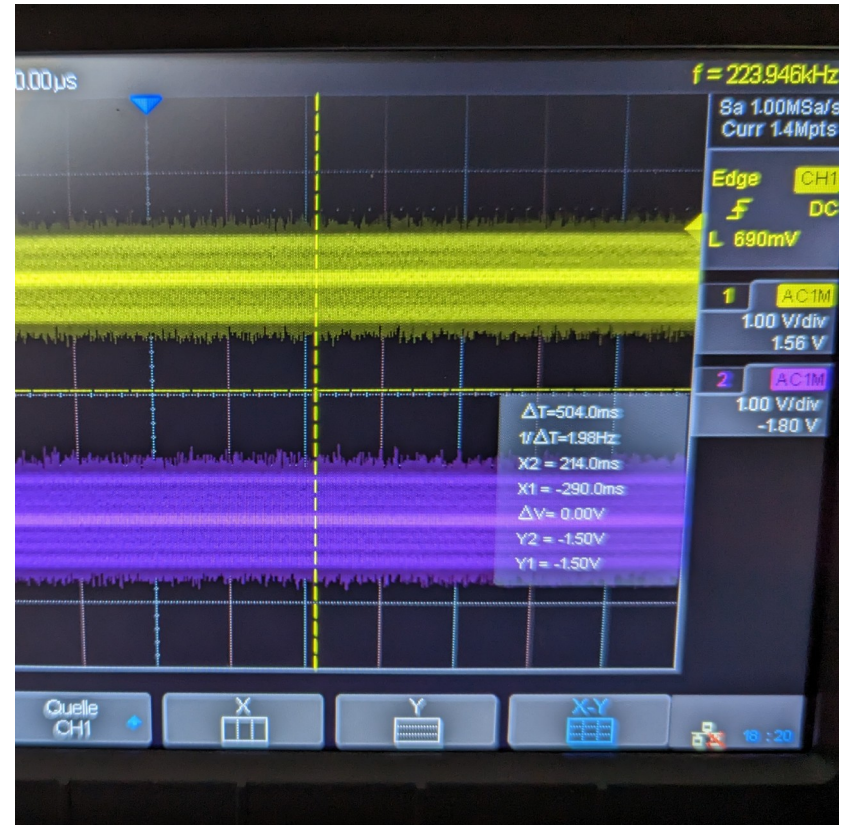 0.00µs
f = 223.946kHz
Sa 1.00MSa/s
Curr 1.4Mpts
Edge CH1
DC
L 690mV
1 AC1M
1.00 V/div
1.56 V
2 AC1M
1.00 V/div
-1.80 V
ΔT=504.0ms
1/ΔT=1.98Hz
X2 = 214.0ms
X1 = -290.0ms
ΔV= 0.00V
Y2 = -1.50V
Y1 = -1.50V
Quelle
CH1
X
Y
X-Y
18:20